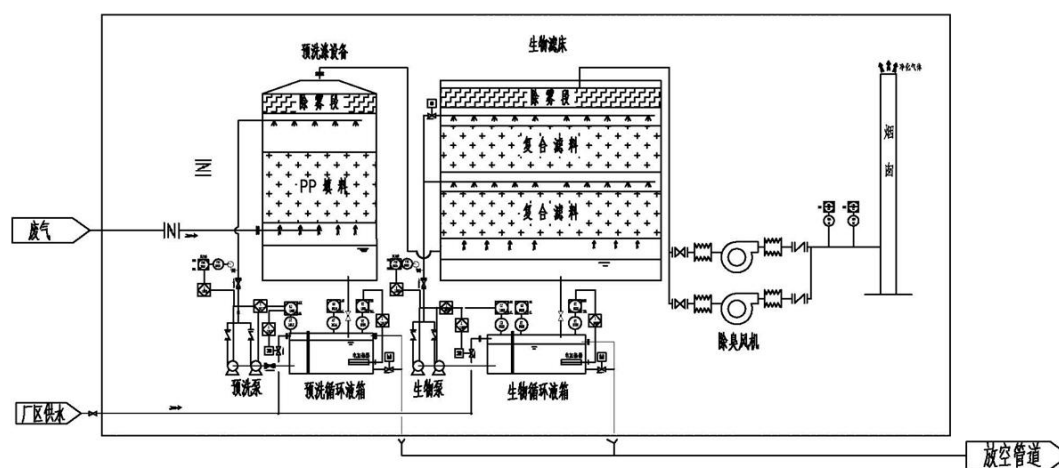 预洗涤设备
生物滤床
净化气体
除雾段
除雾段
烟囱
复合滤料
PP 填料
复合滤料
废气
除臭风机
预洗泵
预洗循环液箱
生物泵
生物循环液箱
厂区供水
放空管道